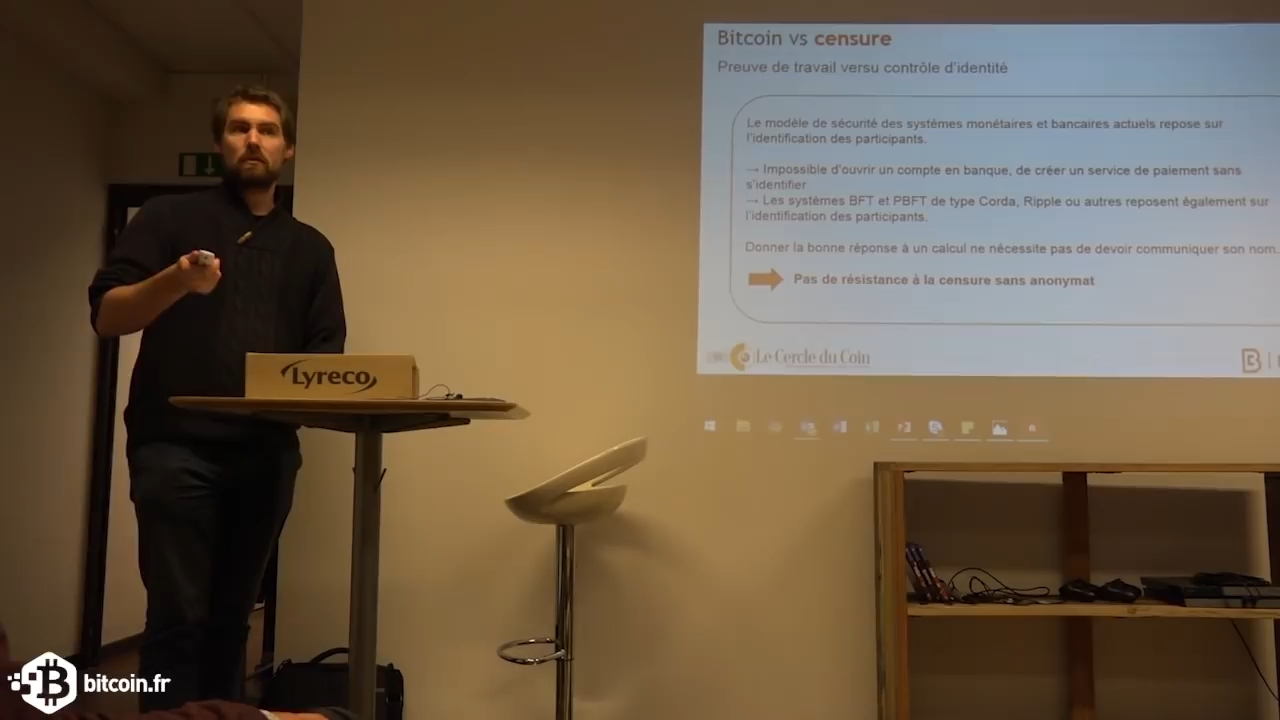 Bitcoin vs censure
Preuve de travail versu contrôle d'identité
Le modèle de sécurité des systèmes monétaires et bancaires actuels repose sur
l'identification des participants.
→ Impossible d'ouvrir un compte en banque, de créer un service de paiement sans
s'identifier
→ Les systèmes BFT et PBFT de type Corda, Ripple ou autres reposent également sur
l'identification des participants.
Donner la bonne réponse à un calcul ne nécessite pas de devoir communiquer son nom.
Pas de résistance à la censure sans anonymat
Le Cercle du Coin
Lyreco
bitcoin.fr